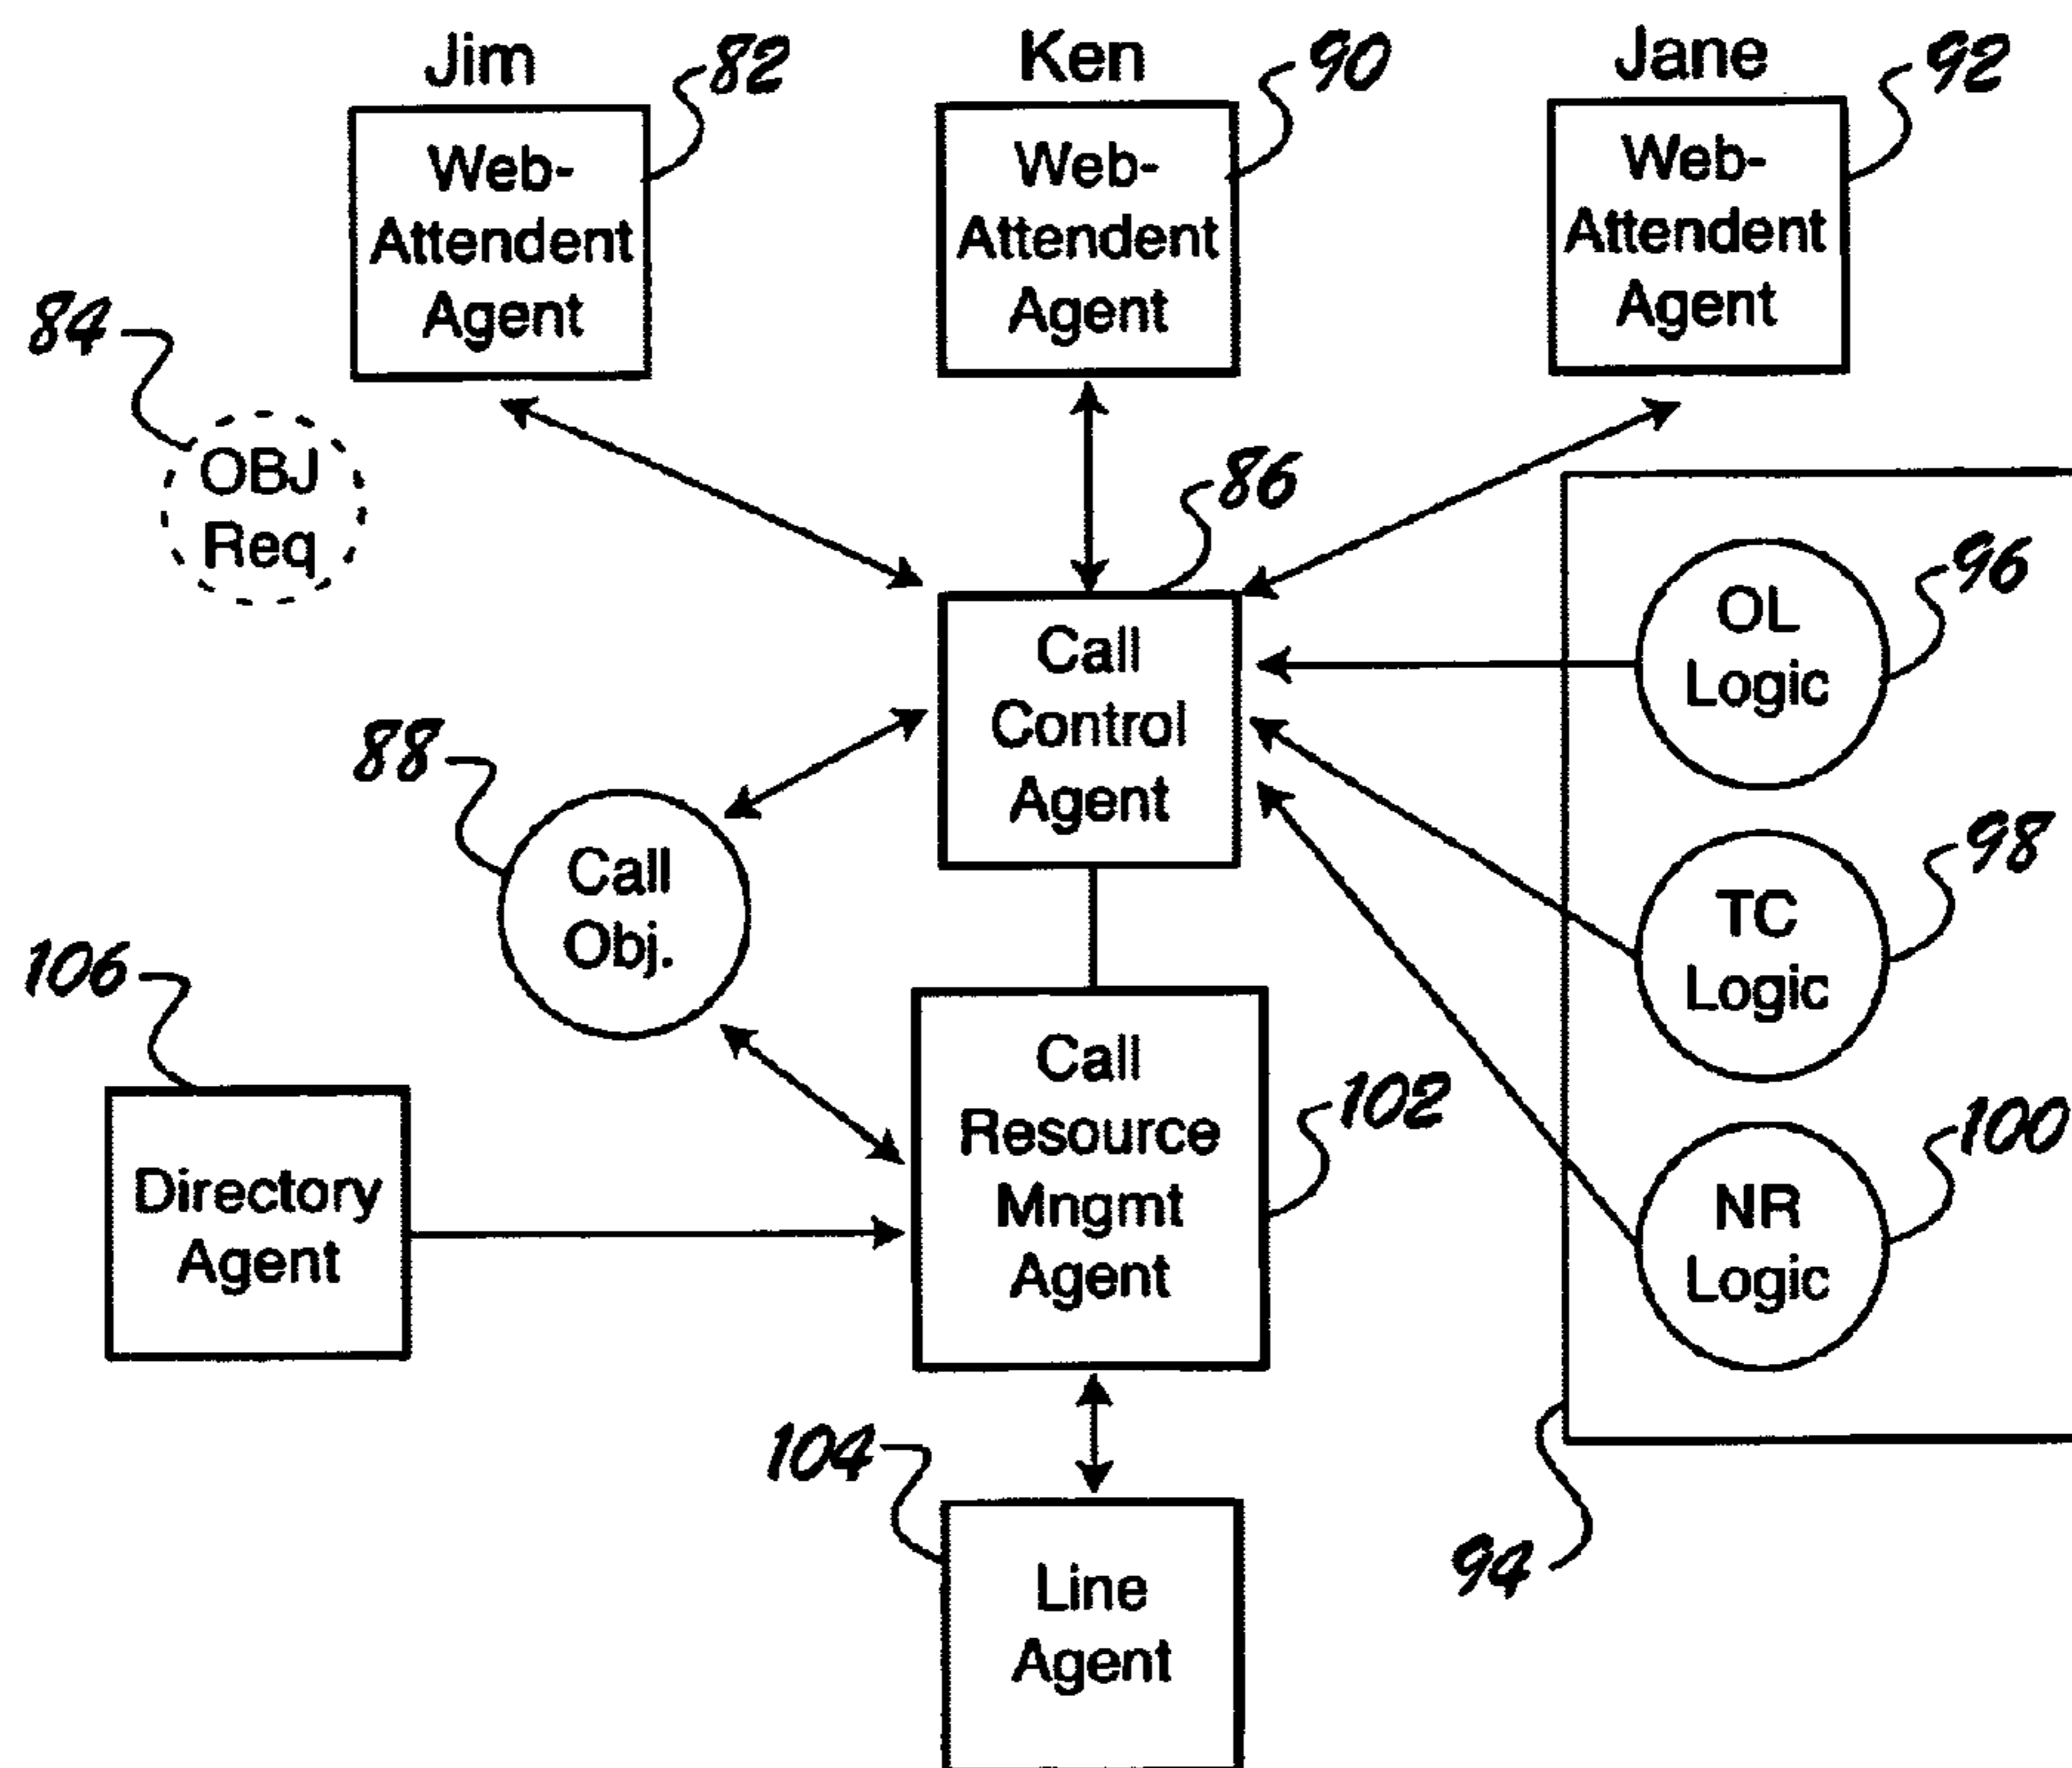 Jim
82
Ken
90
Jane
92
Web-
Attendent
Agent
Web-
Attendent
Agent
Web-
Attendent
Agent
84
OBJ
Req
86
Call
Control
Agent
OL
Logic
96
88
Call
Obj.
TC
Logic
98
106
Directory
Agent
Call
Resource
Mngmt
Agent
102
NR
Logic
100
104
Line
Agent
94